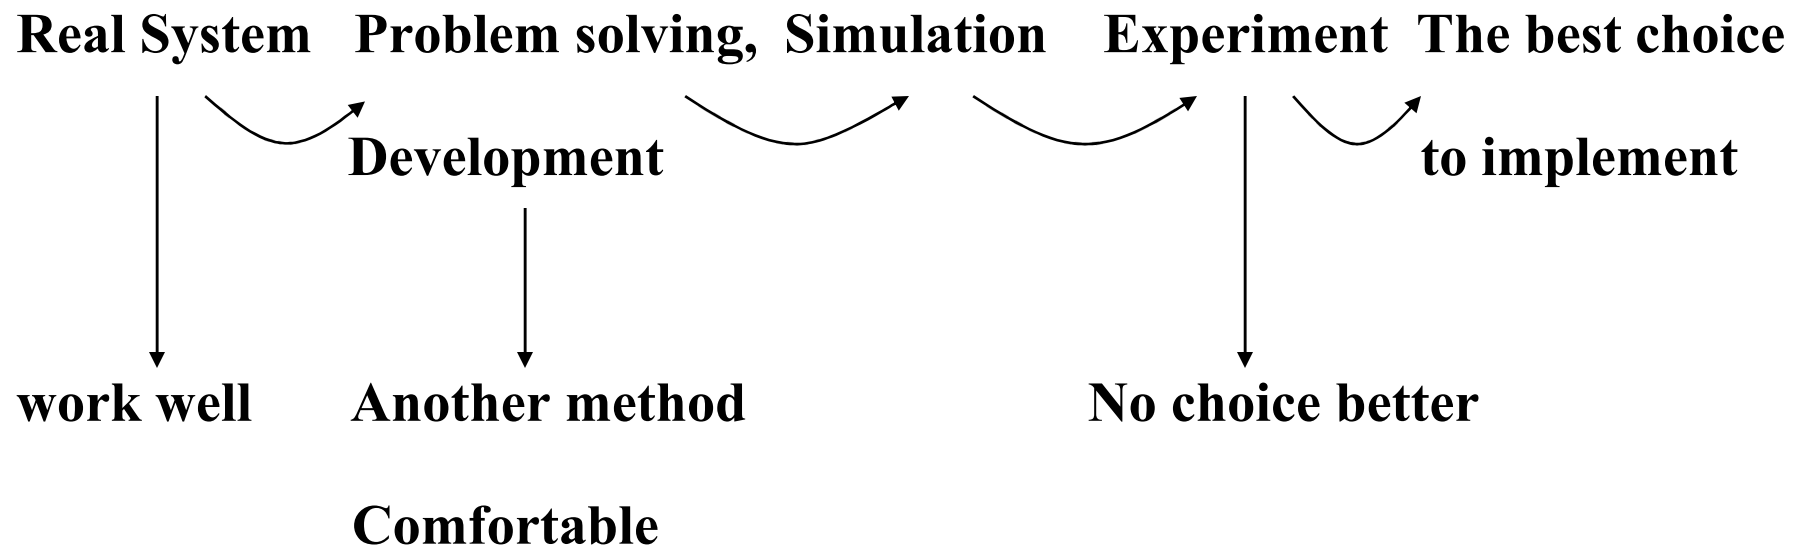 Real System Problem solving, Simulation Experiment The best choice
Development to implement
work well Another method No choice better
Comfortable